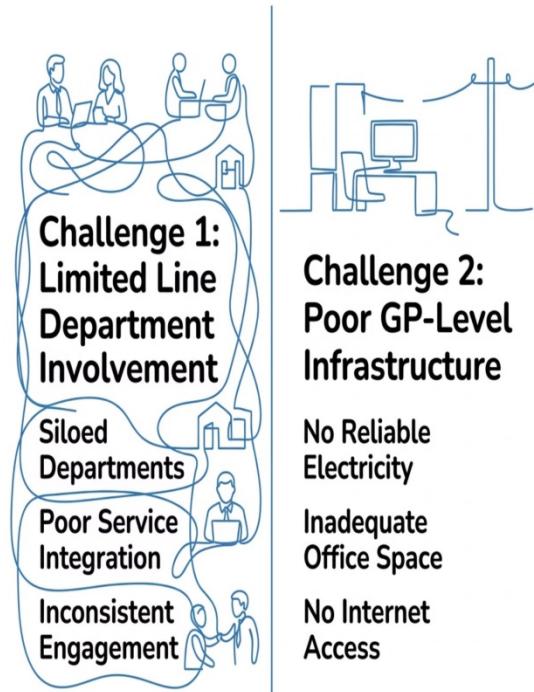 Challenge 1:
Limited Line
Department
Involvement
Siloed
Departments
Poor Service
Integration
Inconsistent
Engagement
Challenge 2:
Poor GP-Level
Infrastructure
No Reliable
Electricity
Inadequate
Office Space
No Internet
Access